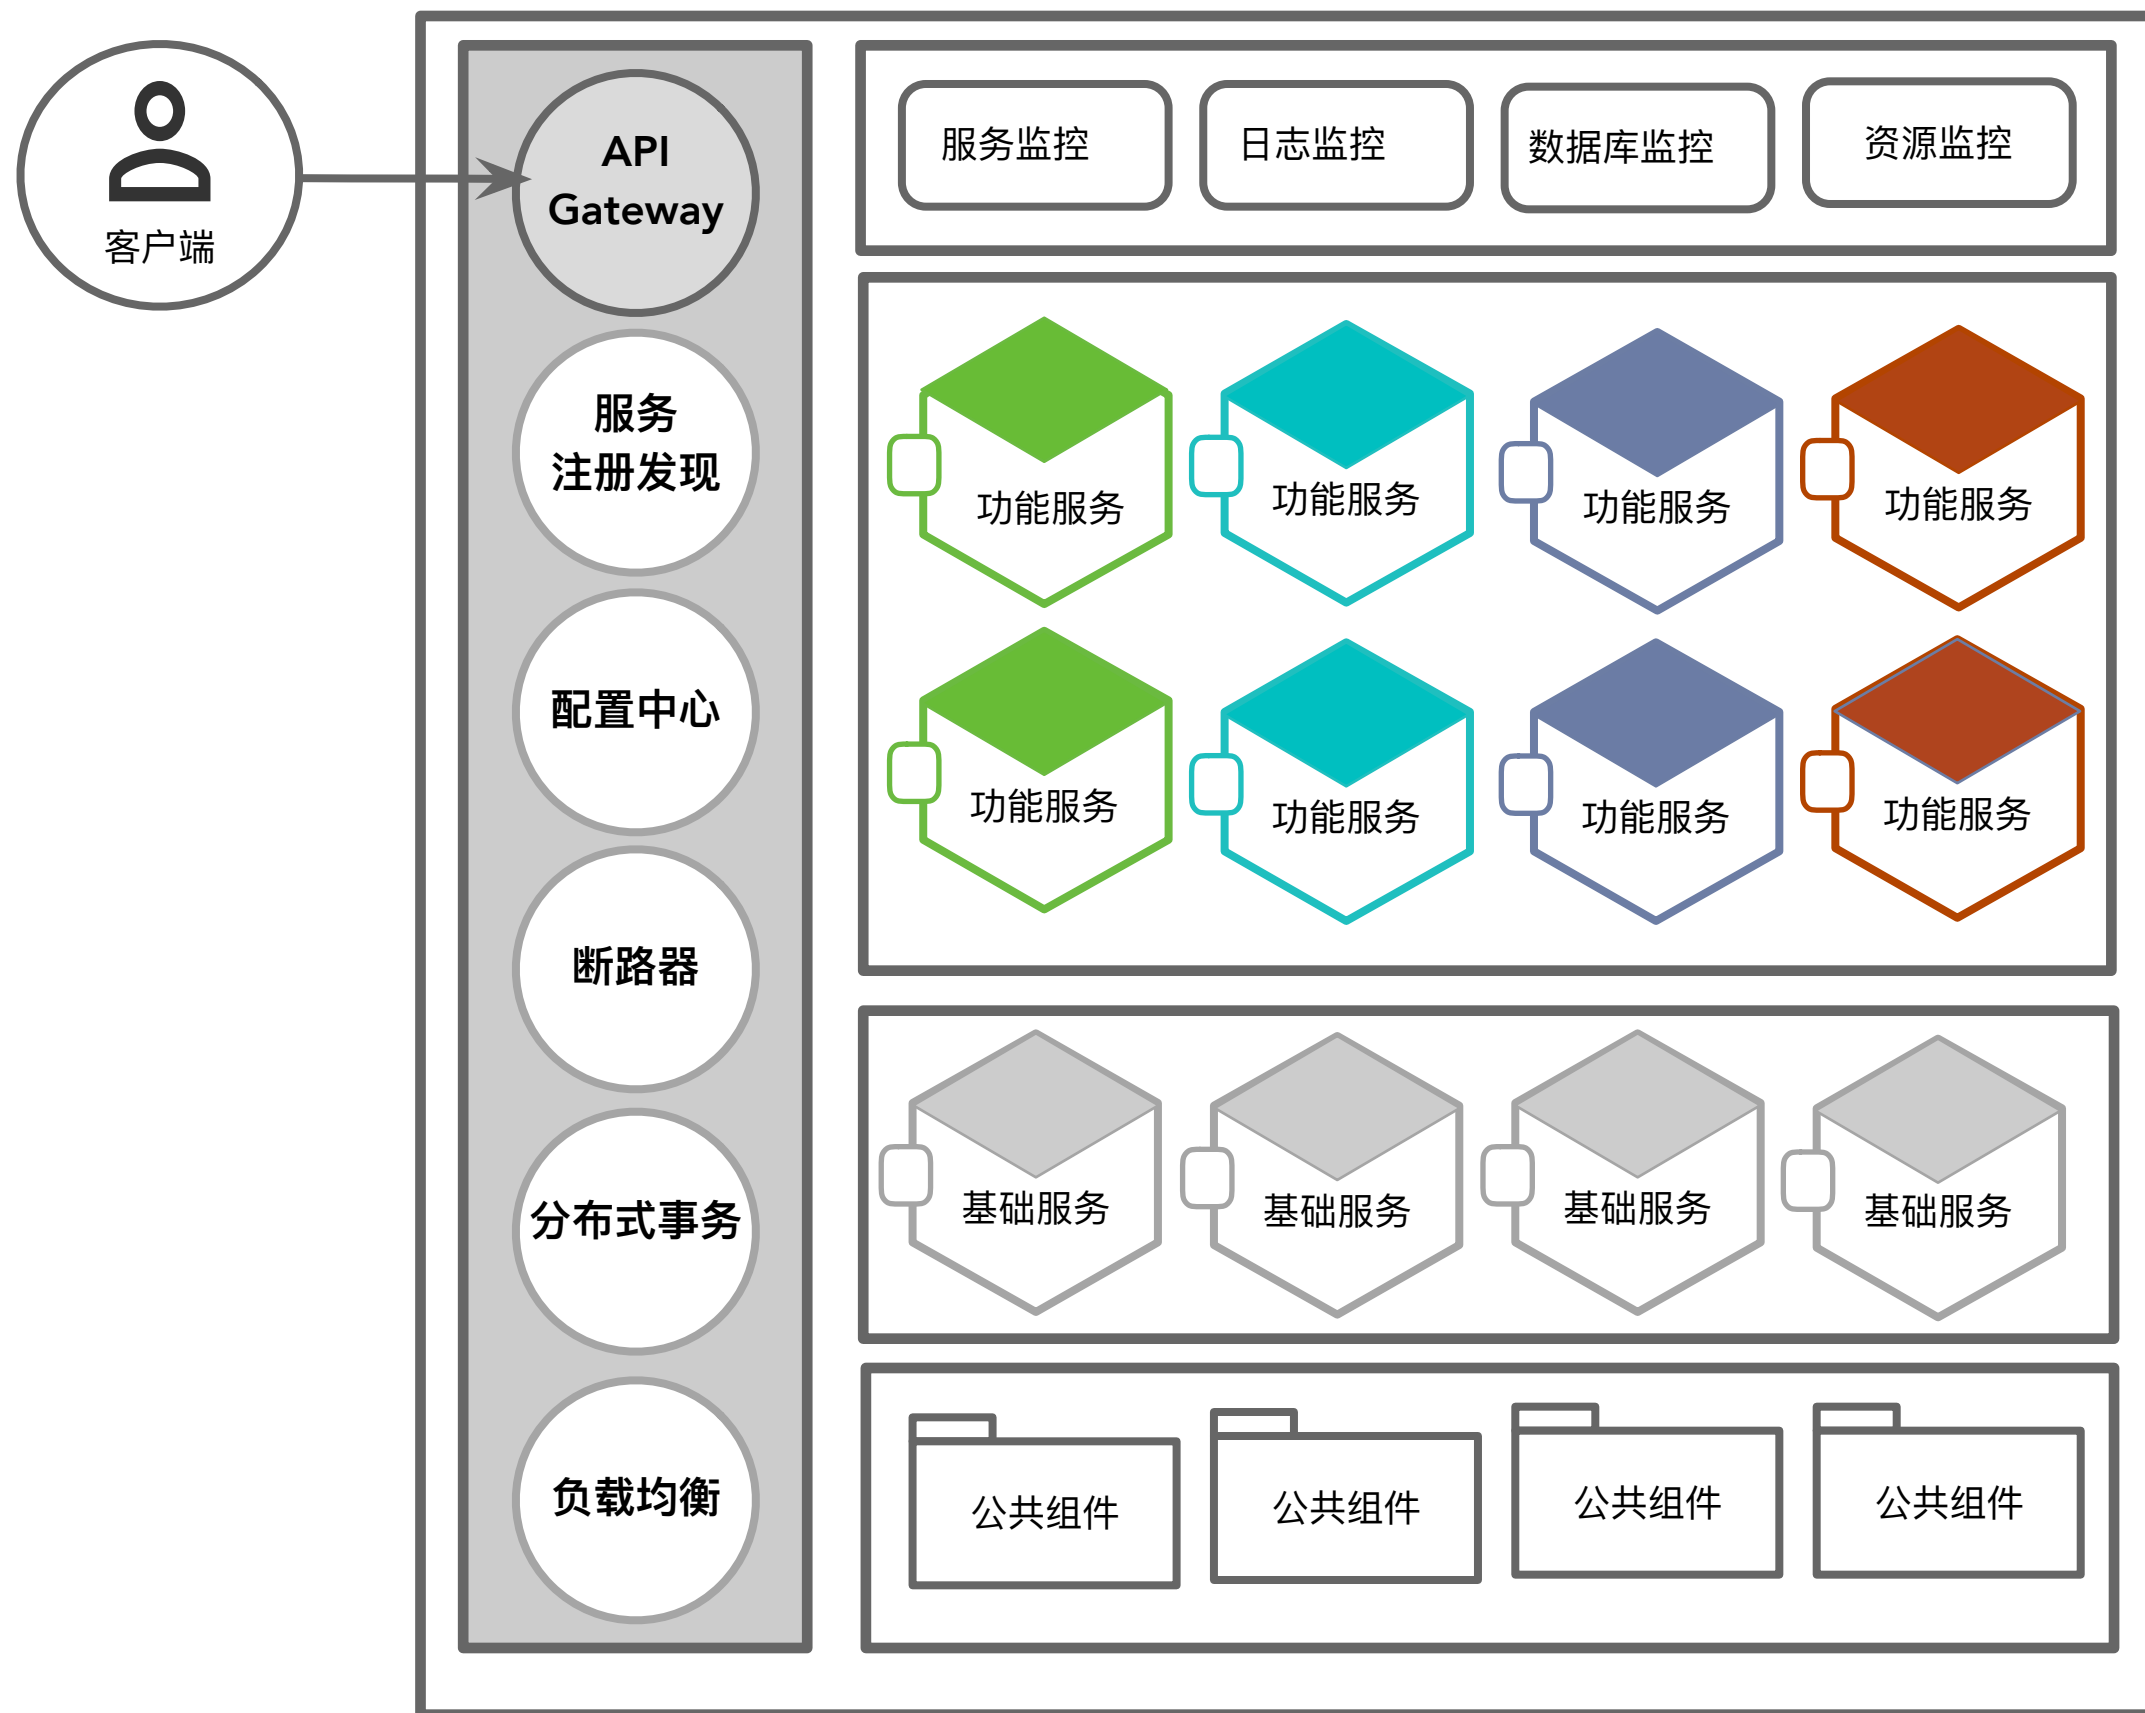 客户端
API
Gateway
服务
注册发现
配置中心
断路器
分布式事务
负载均衡
服务监控
日志监控
数据库监控
资源监控
功能服务
功能服务
功能服务
功能服务
功能服务
功能服务
功能服务
功能服务
基础服务
基础服务
基础服务
基础服务
公共组件
公共组件
公共组件
公共组件